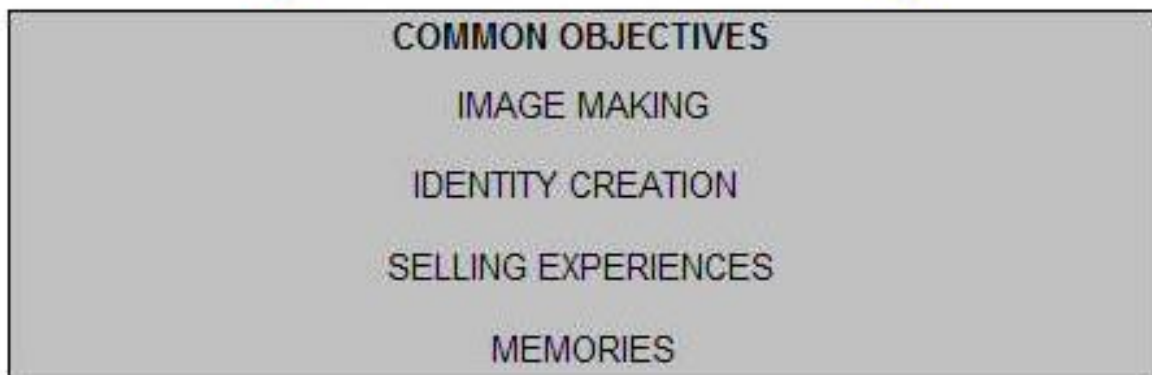 COMMON OBJECTIVES
IMAGE MAKING
IDENTITY CREATION
SELLING EXPERIENCES
MEMORIES